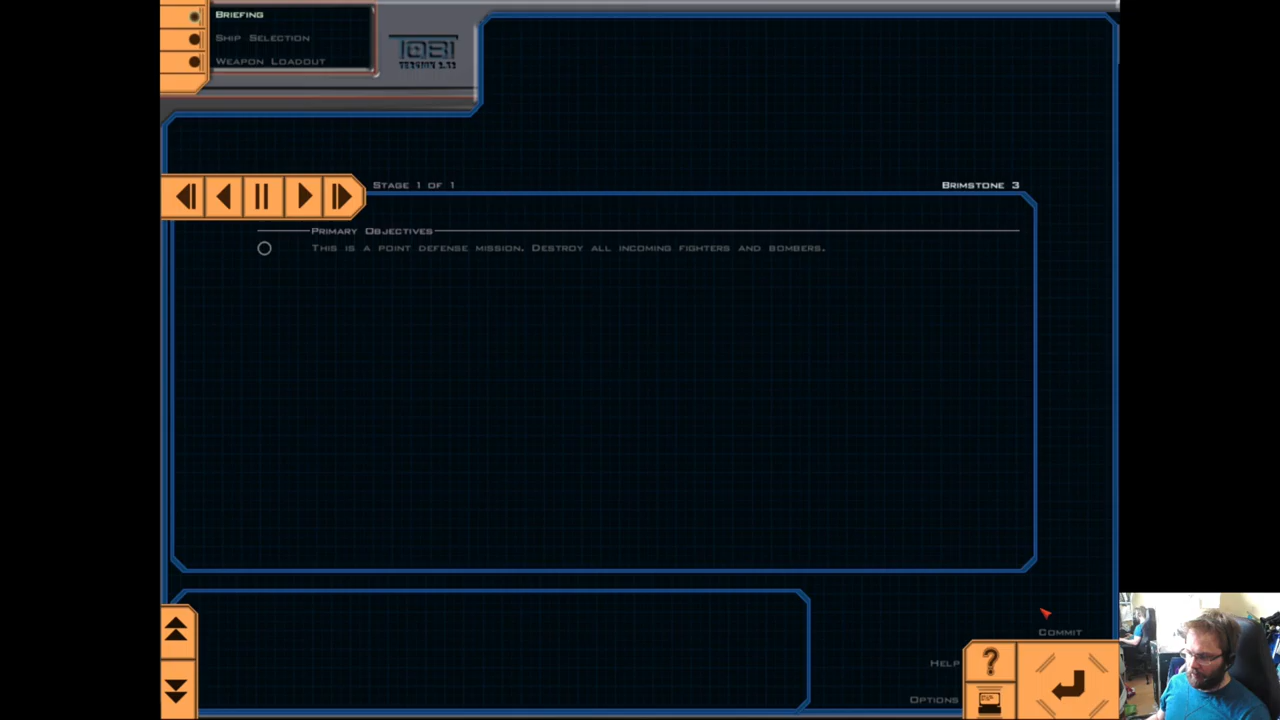 Briefing
Ship Selection
Weapon Loadout
Stage 1 of 1
Brimstone 3
Primary Objectives
This is a point defense mission. Destroy all incoming fighters and bombers.
Commit
?
Help
Options